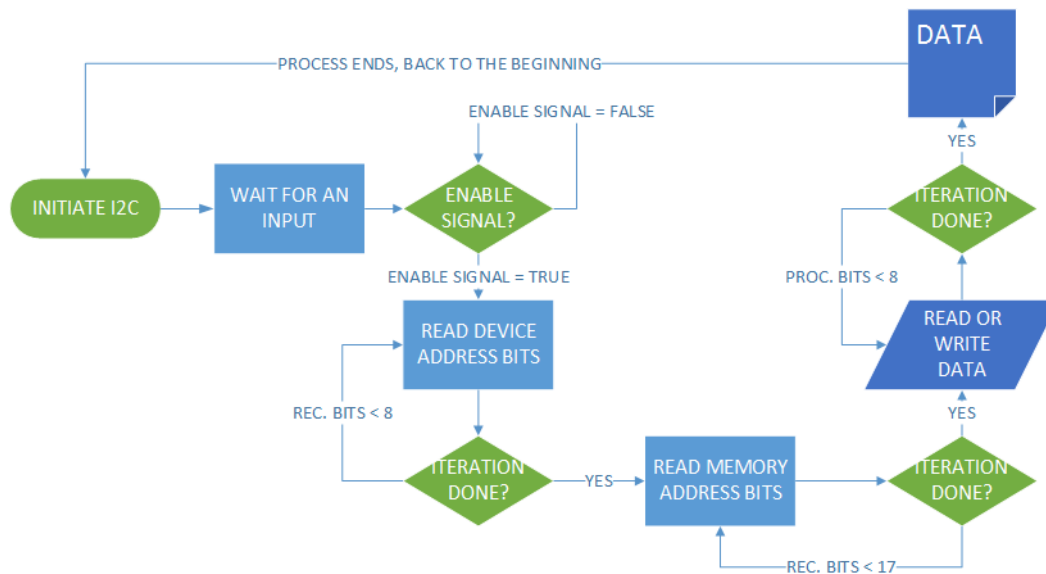 DATA
PROCESS ENDS, BACK TO THE BEGINNING
ENABLE SIGNAL = FALSE
YES
INITIATE I2C
WAIT FOR AN
INPUT
ENABLE
SIGNAL?
ITERATION
DONE?
ENABLE SIGNAL = TRUE
PROC. BITS < 8
READ DEVICE
ADDRESS BITS
READ OR
WRITE
DATA
REC. BITS < 8
YES
ITERATION
DONE?
YES
READ MEMORY
ADDRESS BITS
ITERATION
DONE?
REC. BITS < 17